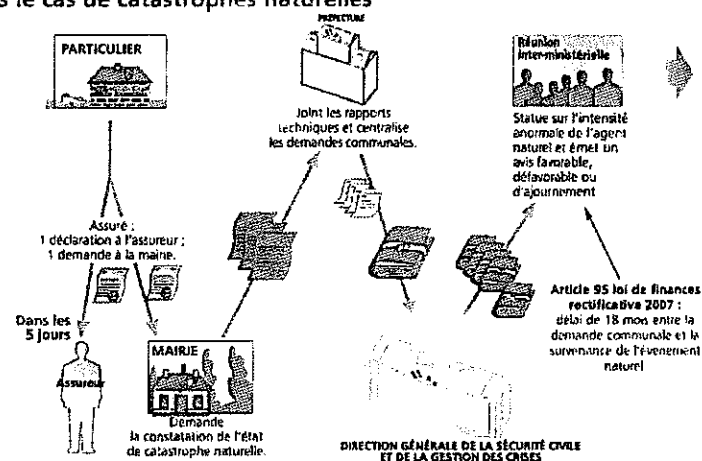 le cas de catastrophes naturelles
PARTICULIER
PRÉFECTURE
Réunion
inter-ministérielle
Joint les rapports
techniques et centralise
les demandes communales.
Statue sur l'intensité
anormale de l'agent
naturel et émet un
avis favorable,
défavorable ou
d'ajournement
Assuré :
1 déclaration à l'assureur ;
1 demande à la mairie.
Dans les
5 jours
Assureur
MAIRIE
Demande
la constatation de l'état
de catastrophe naturelle.
Article 95 loi de finances
rectificative 2007 :
délai de 18 mois entre la
demande communale et la
survenance de l'événement
naturel
DIRECTION GÉNÉRALE DE LA SÉCURITÉ CIVILE
ET DE LA GESTION DES CRISES